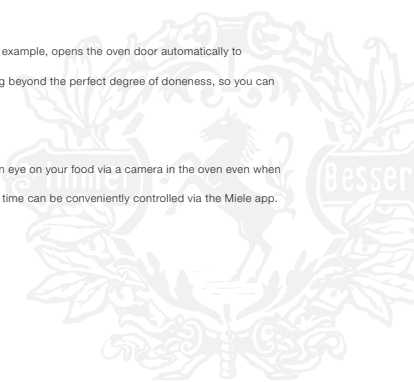 example, opens the oven door automatically to
g beyond the perfect degree of doneness, so you can
n eye on your food via a camera in the oven even when
Immer Besser
time can be conveniently controlled via the Miele app.